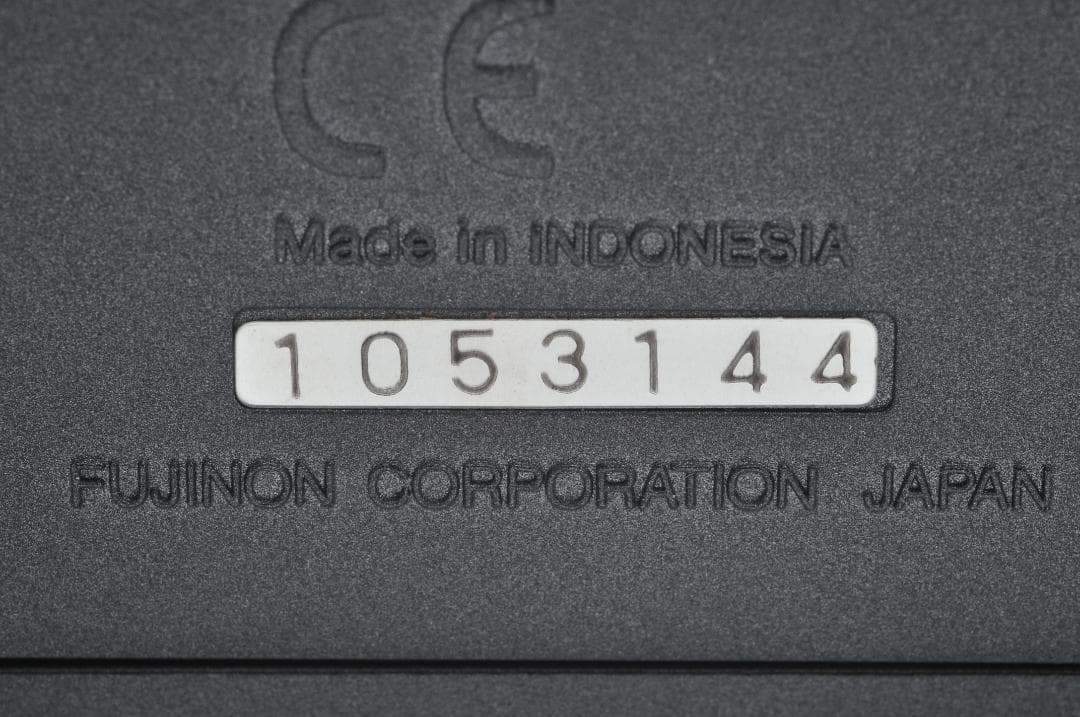 CE
Made in INDONESIA
1053144
FUJINON CORPORATION JAPAN